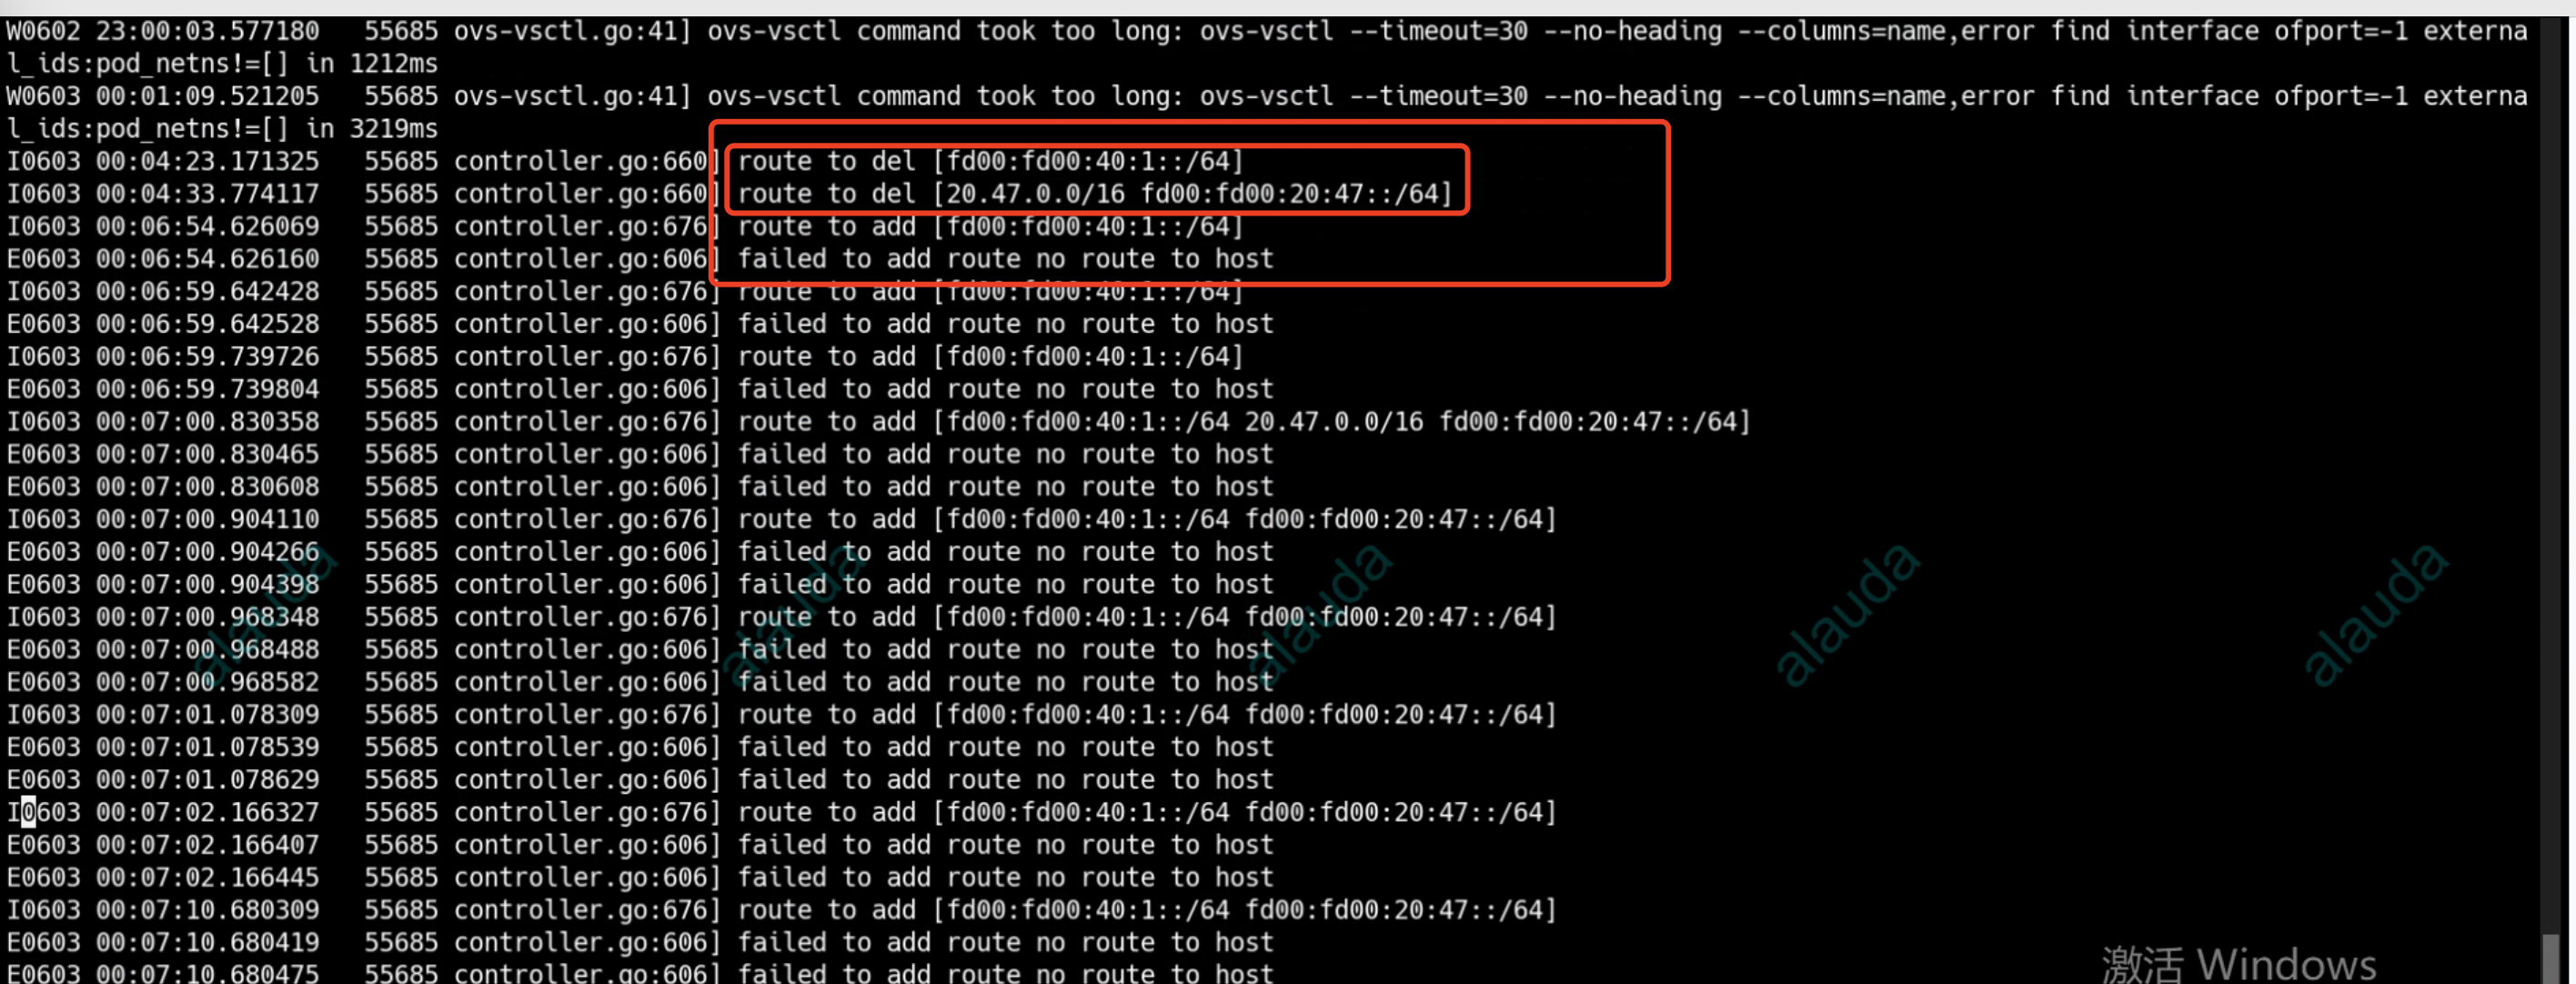 W0602 23:00:03.577180   55685 ovs-vsctl.go:41] ovs-vsctl command took too long: ovs-vsctl --timeout=30 --no-heading --columns=name,error find interface ofport=-1 externa
l_ids:pod_netns!=[] in 1212ms
W0603 00:01:09.521205   55685 ovs-vsctl.go:41] ovs-vsctl command took too long: ovs-vsctl --timeout=30 --no-heading --columns=name,error find interface ofport=-1 externa
l_ids:pod_netns!=[] in 3219ms
I0603 00:04:23.171325   55685 controller.go:660] route to del [fd00:fd00:40:1::/64]
I0603 00:04:33.774117   55685 controller.go:660] route to del [20.47.0.0/16 fd00:fd00:20:47::/64]
I0603 00:06:54.626069   55685 controller.go:676] route to add [fd00:fd00:40:1::/64]
E0603 00:06:54.626160   55685 controller.go:606] failed to add route no route to host
I0603 00:06:59.642428   55685 controller.go:676] route to add [fd00:fd00:40:1::/64]
E0603 00:06:59.642528   55685 controller.go:606] failed to add route no route to host
I0603 00:06:59.739726   55685 controller.go:676] route to add [fd00:fd00:40:1::/64]
E0603 00:06:59.739804   55685 controller.go:606] failed to add route no route to host
I0603 00:07:00.830358   55685 controller.go:676] route to add [fd00:fd00:40:1::/64 20.47.0.0/16 fd00:fd00:20:47::/64]
E0603 00:07:00.830465   55685 controller.go:606] failed to add route no route to host
E0603 00:07:00.830608   55685 controller.go:606] failed to add route no route to host
I0603 00:07:00.904110   55685 controller.go:676] route to add [fd00:fd00:40:1::/64 fd00:fd00:20:47::/64]
E0603 00:07:00.904266   55685 controller.go:606] failed to add route no route to host
E0603 00:07:00.904398   55685 controller.go:606] failed to add route no route to host
I0603 00:07:00.968348   55685 controller.go:676] route to add [fd00:fd00:40:1::/64 fd00:fd00:20:47::/64]
E0603 00:07:00.968488   55685 controller.go:606] failed to add route no route to host
E0603 00:07:00.968582   55685 controller.go:606] failed to add route no route to host
I0603 00:07:01.078309   55685 controller.go:676] route to add [fd00:fd00:40:1::/64 fd00:fd00:20:47::/64]
E0603 00:07:01.078539   55685 controller.go:606] failed to add route no route to host
E0603 00:07:01.078629   55685 controller.go:606] failed to add route no route to host
I0603 00:07:02.166327   55685 controller.go:676] route to add [fd00:fd00:40:1::/64 fd00:fd00:20:47::/64]
E0603 00:07:02.166407   55685 controller.go:606] failed to add route no route to host
E0603 00:07:02.166445   55685 controller.go:606] failed to add route no route to host
I0603 00:07:10.680309   55685 controller.go:676] route to add [fd00:fd00:40:1::/64 fd00:fd00:20:47::/64]
E0603 00:07:10.680419   55685 controller.go:606] failed to add route no route to host
E0603 00:07:10.680475   55685 controller.go:606] failed to add route no route to host
alauda
alauda
alauda
alauda
alauda
激活 Windows